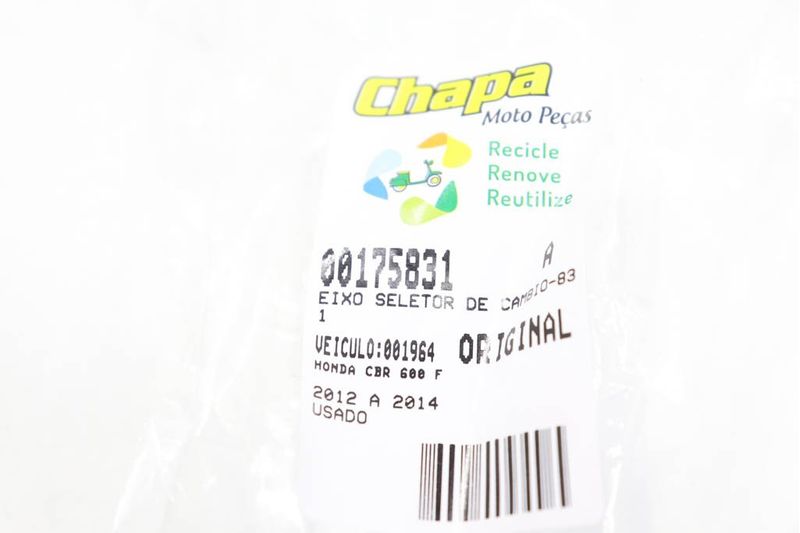 Chapa
Moto Peças
Recicle
Renove
Reutilize
00175831 A
EIXO SELETOR DE CAMBIO-83
1
VEICULO:001964 ORIGINAL
HONDA CBR 600 F
2012 A 2014
USADO